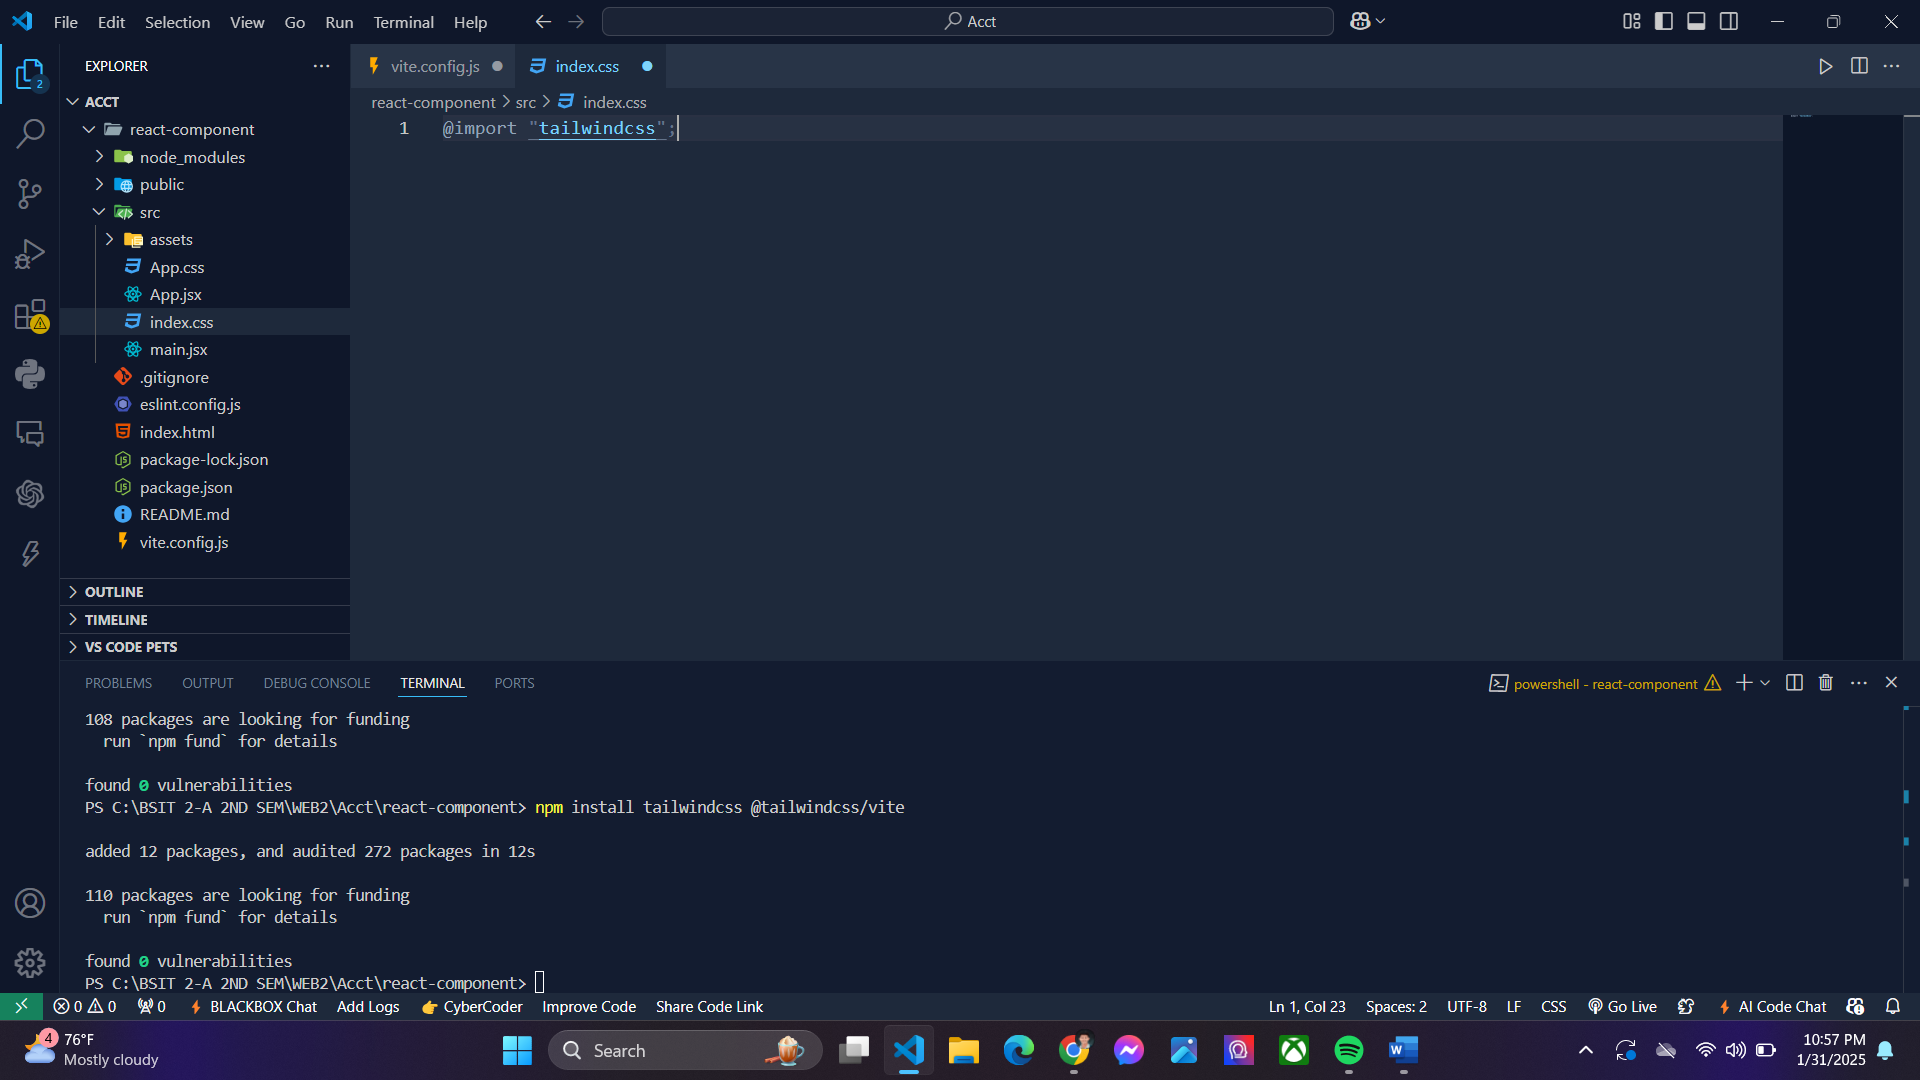 File Edit Selection View Go Run Terminal Help
Acct
EXPLORER
2
ACCT
react-component
node_modules
public
src
assets
App.css
App.jsx
index.css
main.jsx
.gitignore
eslint.config.js
index.html
package-lock.json
package.json
README.md
vite.config.js
OUTLINE
TIMELINE
VS CODE PETS
vite.config.js
index.css
react-component > src > index.css
1 @import "tailwindcss";
PROBLEMS OUTPUT DEBUG CONSOLE TERMINAL PORTS
powershell - react-component
108 packages are looking for funding
run `npm fund` for details
found 0 vulnerabilities
PS C:\BSIT 2-A 2ND SEM\WEB2\Acct\react-component> npm install tailwindcss @tailwindcss/vite
added 12 packages, and audited 272 packages in 12s
110 packages are looking for funding
run `npm fund` for details
found 0 vulnerabilities
PS C:\BSIT 2-A 2ND SEM\WEB2\Acct\react-component>
0 0 0 BLACKBOX Chat Add Logs CyberCoder Improve Code Share Code Link Ln 1, Col 23 Spaces: 2 UTF-8 LF CSS Go Live AI Code Chat
4
76°F
Mostly cloudy
Search
10:57 PM
1/31/2025